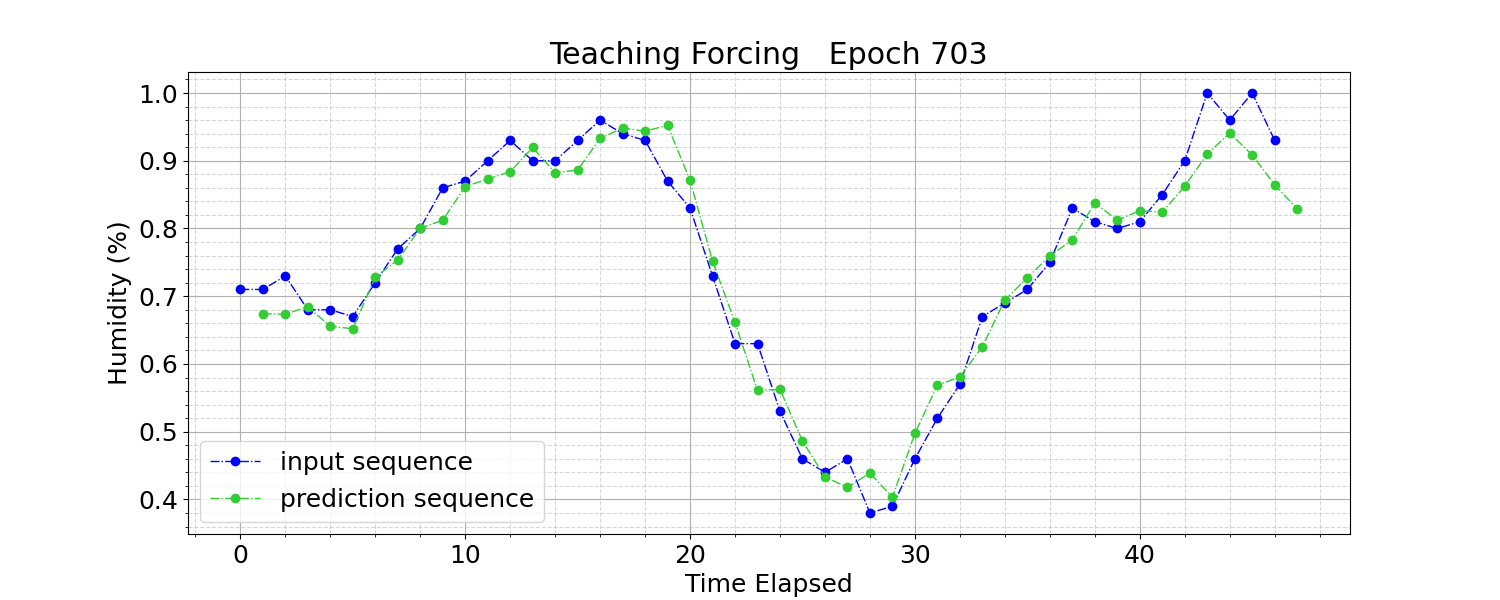 Teaching Forcing   Epoch 703
1.0
0.9
0.8
0.7
0.6
0.5
0.4
Humidity (%)
input sequence
prediction sequence
0 10 20 30 40
Time Elapsed